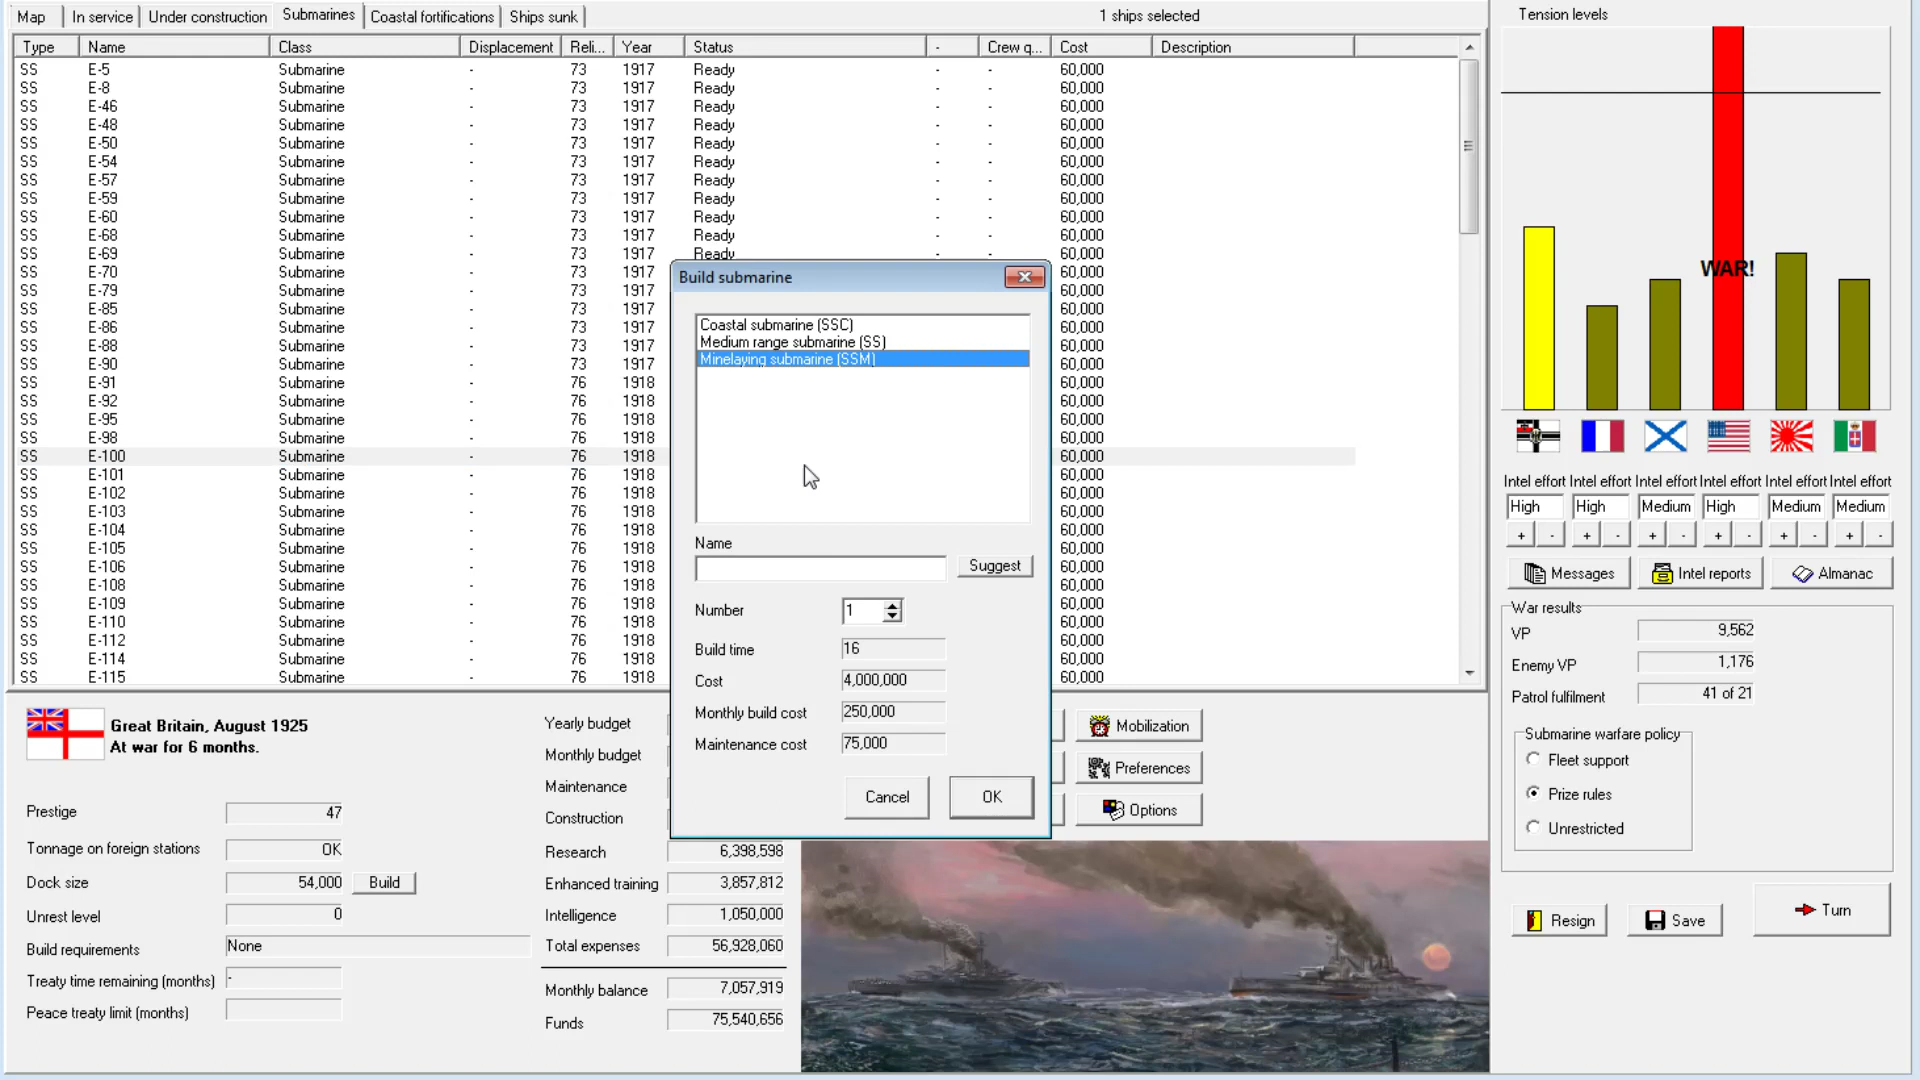 Map In service Under construction Submarines Coastal fortifications Ships sunk 1 ships selected
Type Name Class Displacement Reli... Year Status - Crew q... Cost Description
SS E-5 Submarine - 73 1917 Ready - - 60,000
SS E-8 Submarine - 73 1917 Ready - - 60,000
SS E-46 Submarine - 73 1917 Ready - - 60,000
SS E-48 Submarine - 73 1917 Ready - - 60,000
SS E-50 Submarine - 73 1917 Ready - - 60,000
SS E-54 Submarine - 73 1917 Ready - - 60,000
SS E-57 Submarine - 73 1917 Ready - - 60,000
SS E-59 Submarine - 73 1917 Ready - - 60,000
SS E-60 Submarine - 73 1917 Ready - - 60,000
SS E-68 Submarine - 73 1917 Ready - - 60,000
SS E-69 Submarine - 73 1917 Ready - - 60,000
SS E-70 Submarine - 73 1917 60,000
SS E-79 Submarine - 73 1917 60,000
SS E-85 Submarine - 73 1917 60,000
SS E-86 Submarine - 73 1917 60,000
SS E-88 Submarine - 73 1917 60,000
SS E-90 Submarine - 73 1917 60,000
SS E-91 Submarine - 76 1918 60,000
SS E-92 Submarine - 76 1918 60,000
SS E-95 Submarine - 76 1918 60,000
SS E-98 Submarine - 76 1918 60,000
SS E-100 Submarine - 76 1918 60,000
SS E-101 Submarine - 76 1918 60,000
SS E-102 Submarine - 76 1918 60,000
SS E-103 Submarine - 76 1918 60,000
SS E-104 Submarine - 76 1918 60,000
SS E-105 Submarine - 76 1918 60,000
SS E-106 Submarine - 76 1918 60,000
SS E-108 Submarine - 76 1918 60,000
SS E-109 Submarine - 76 1918 60,000
SS E-110 Submarine - 76 1918 60,000
SS E-112 Submarine - 76 1918 60,000
SS E-114 Submarine - 76 1918 60,000
SS E-115 Submarine - 76 1918 60,000
Build submarine
Coastal submarine (SSC)
Medium range submarine (SS)
Minelaying submarine (SSM)
Name
Suggest
Number 1
Build time 16
Cost 4,000,000
Monthly build cost 250,000
Maintenance cost 75,000
Cancel OK
Great Britain, August 1925
At war for 6 months.
Prestige 47
Tonnage on foreign stations OK
Dock size 54,000 Build
Unrest level 0
Build requirements None
Treaty time remaining (months) -
Peace treaty limit (months)
Yearly budget
Monthly budget
Maintenance
Construction
Research 6,398,598
Enhanced training 3,857,812
Intelligence 1,050,000
Total expenses 56,928,060
Monthly balance 7,057,919
Funds 75,540,656
Mobilization
Preferences
Options
Tension levels
WAR!
Intel effort Intel effort Intel effort Intel effort Intel effort Intel effort
High High Medium High Medium Medium
+ - + - + - + - + - + -
Messages Intel reports Almanac
War results
VP 9,562
Enemy VP 1,176
Patrol fulfilment 41 of 21
Submarine warfare policy
Fleet support
Prize rules
Unrestricted
Resign Save Turn